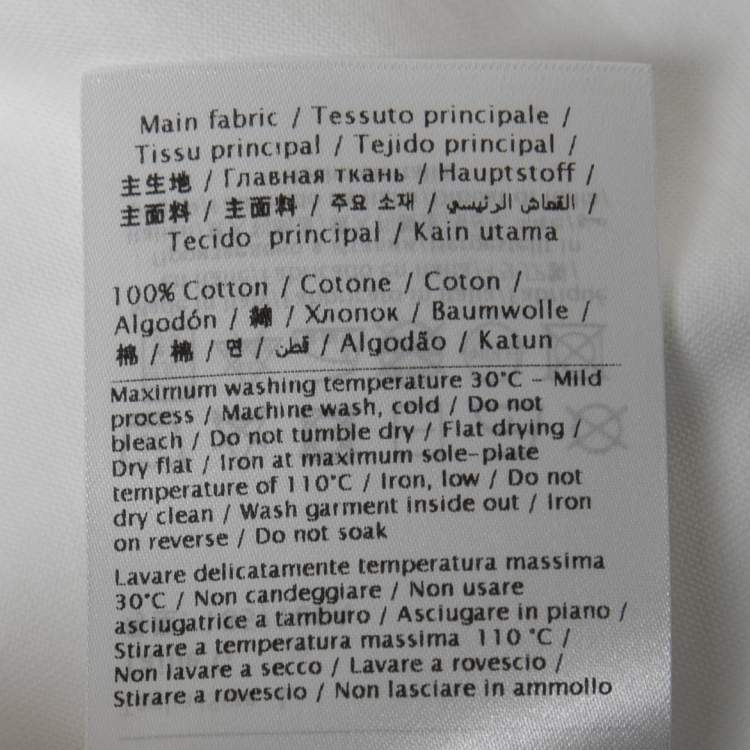 Main fabric / Tessuto principale /
Tissu principal / Tejido principal /
主生地 / Главная ткань / Hauptstoff /
主面料 / 主面料 / 주요 소재 / القماش الرئيسي /
Tecido principal / Kain utama
100% Cotton / Cotone / Coton /
Algodón / 綿 / Хлопок / Baumwolle /
棉 / 棉 / 면 / قطن / Algodão / Katun
Maximum washing temperature 30°C - Mild
process / Machine wash, cold / Do not
bleach / Do not tumble dry / Flat drying /
Dry flat / Iron at maximum sole-plate
temperature of 110°C / Iron, low / Do not
dry clean / Wash garment inside out / Iron
on reverse / Do not soak
Lavare delicatamente temperatura massima
30°C / Non candeggiare / Non usare
asciugatrice a tamburo / Asciugare in piano /
Stirare a temperatura massima 110 °C /
Non lavare a secco / Lavare a rovescio /
Stirare a rovescio / Non lasciare in ammollo